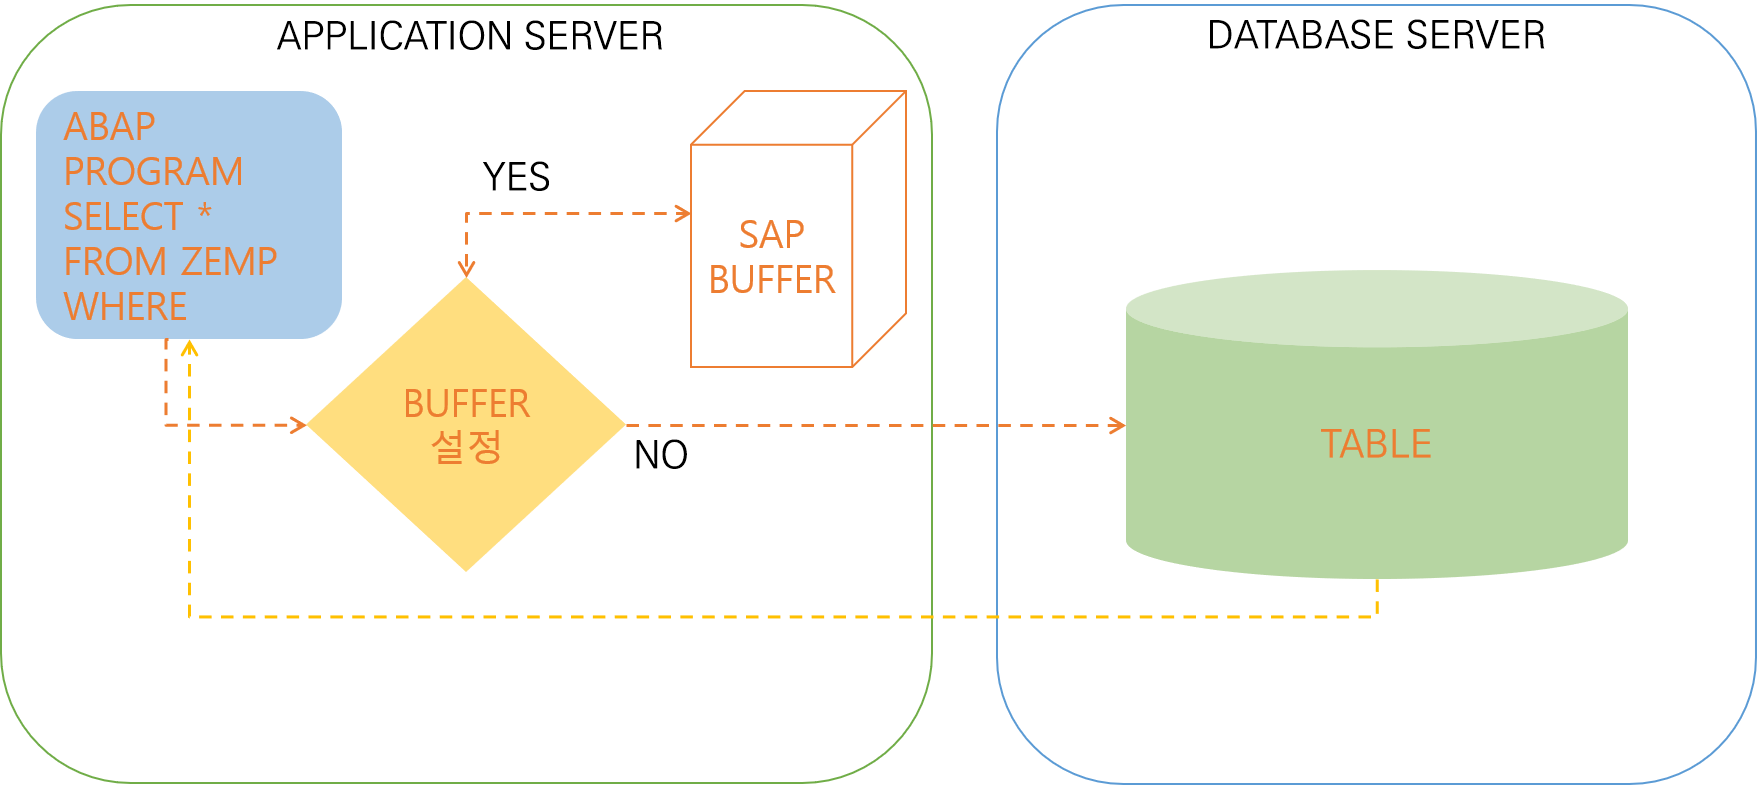 APPLICATION SERVER
DATABASE SERVER
ABAP
PROGRAM
SELECT *
FROM ZEMP
WHERE
YES
SAP
BUFFER
BUFFER
설정
NO
TABLE